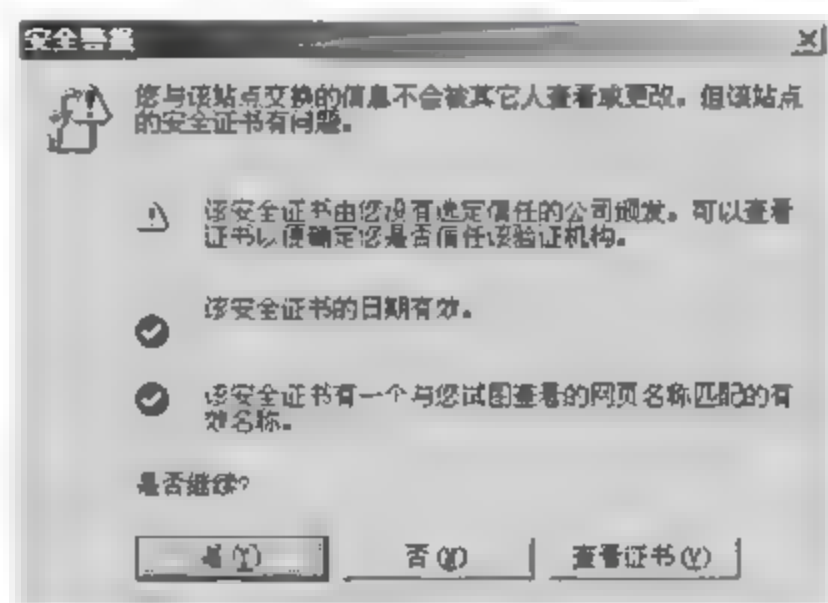 安全警报
您与该站点交换的信息不会被其它人查看或更改。但该站点
的安全证书有问题。
该安全证书由您没有选定信任的公司颁发。可以查看
证书以便确定您是否信任该验证机构。
该安全证书的日期有效。
该安全证书有一个与您试图查看的网页名称匹配的有
效名称。
是否继续?
是(Y)
否(N)
查看证书(V)